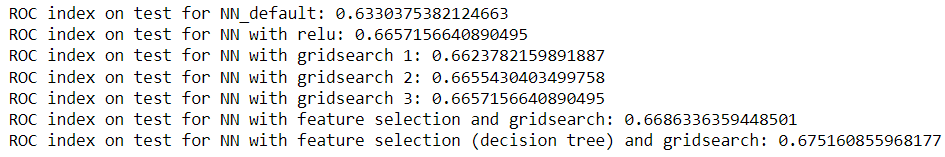 ROC index on test for NN_default: 0.6330375382124663
ROC index on test for NN with relu: 0.6657156640890495
ROC index on test for NN with gridsearch 1: 0.6623782159891887
ROC index on test for NN with gridsearch 2: 0.6655430403499758
ROC index on test for NN with gridsearch 3: 0.6657156640890495
ROC index on test for NN with feature selection and gridsearch: 0.6686336359448501
ROC index on test for NN with feature selection (decision tree) and gridsearch: 0.675160855968177